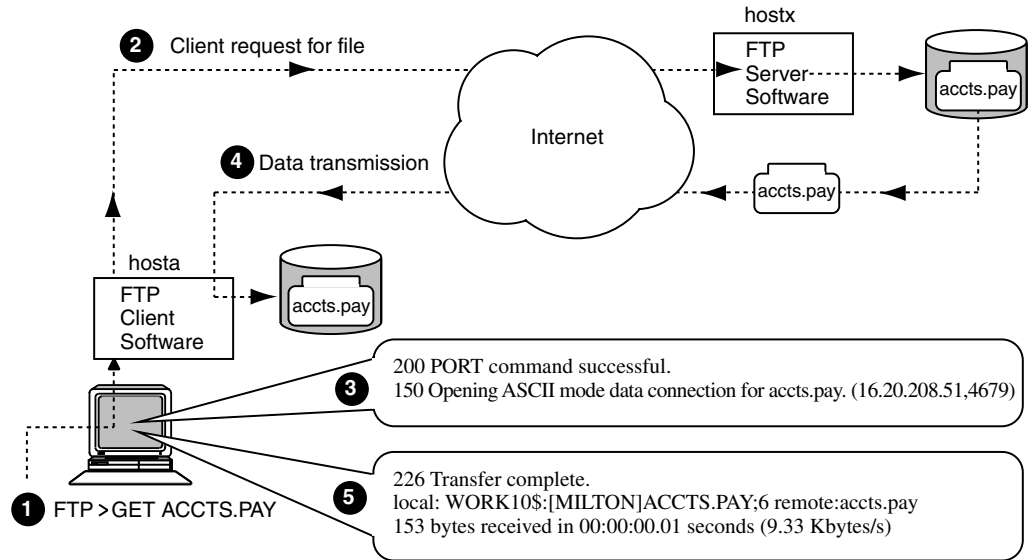 hostx
2 Client request for file
FTP
Server
Software
accts.pay
Internet
4 Data transmission
accts.pay
hosta
FTP
Client
Software
accts.pay
200 PORT command successful.
3 150 Opening ASCII mode data connection for accts.pay. (16.20.208.51,4679)
226 Transfer complete.
5 local: WORK10$:[MILTON]ACCTS.PAY;6 remote:accts.pay
153 bytes received in 00:00:00.01 seconds (9.33 Kbytes/s)
1 FTP>GET ACCTS.PAY